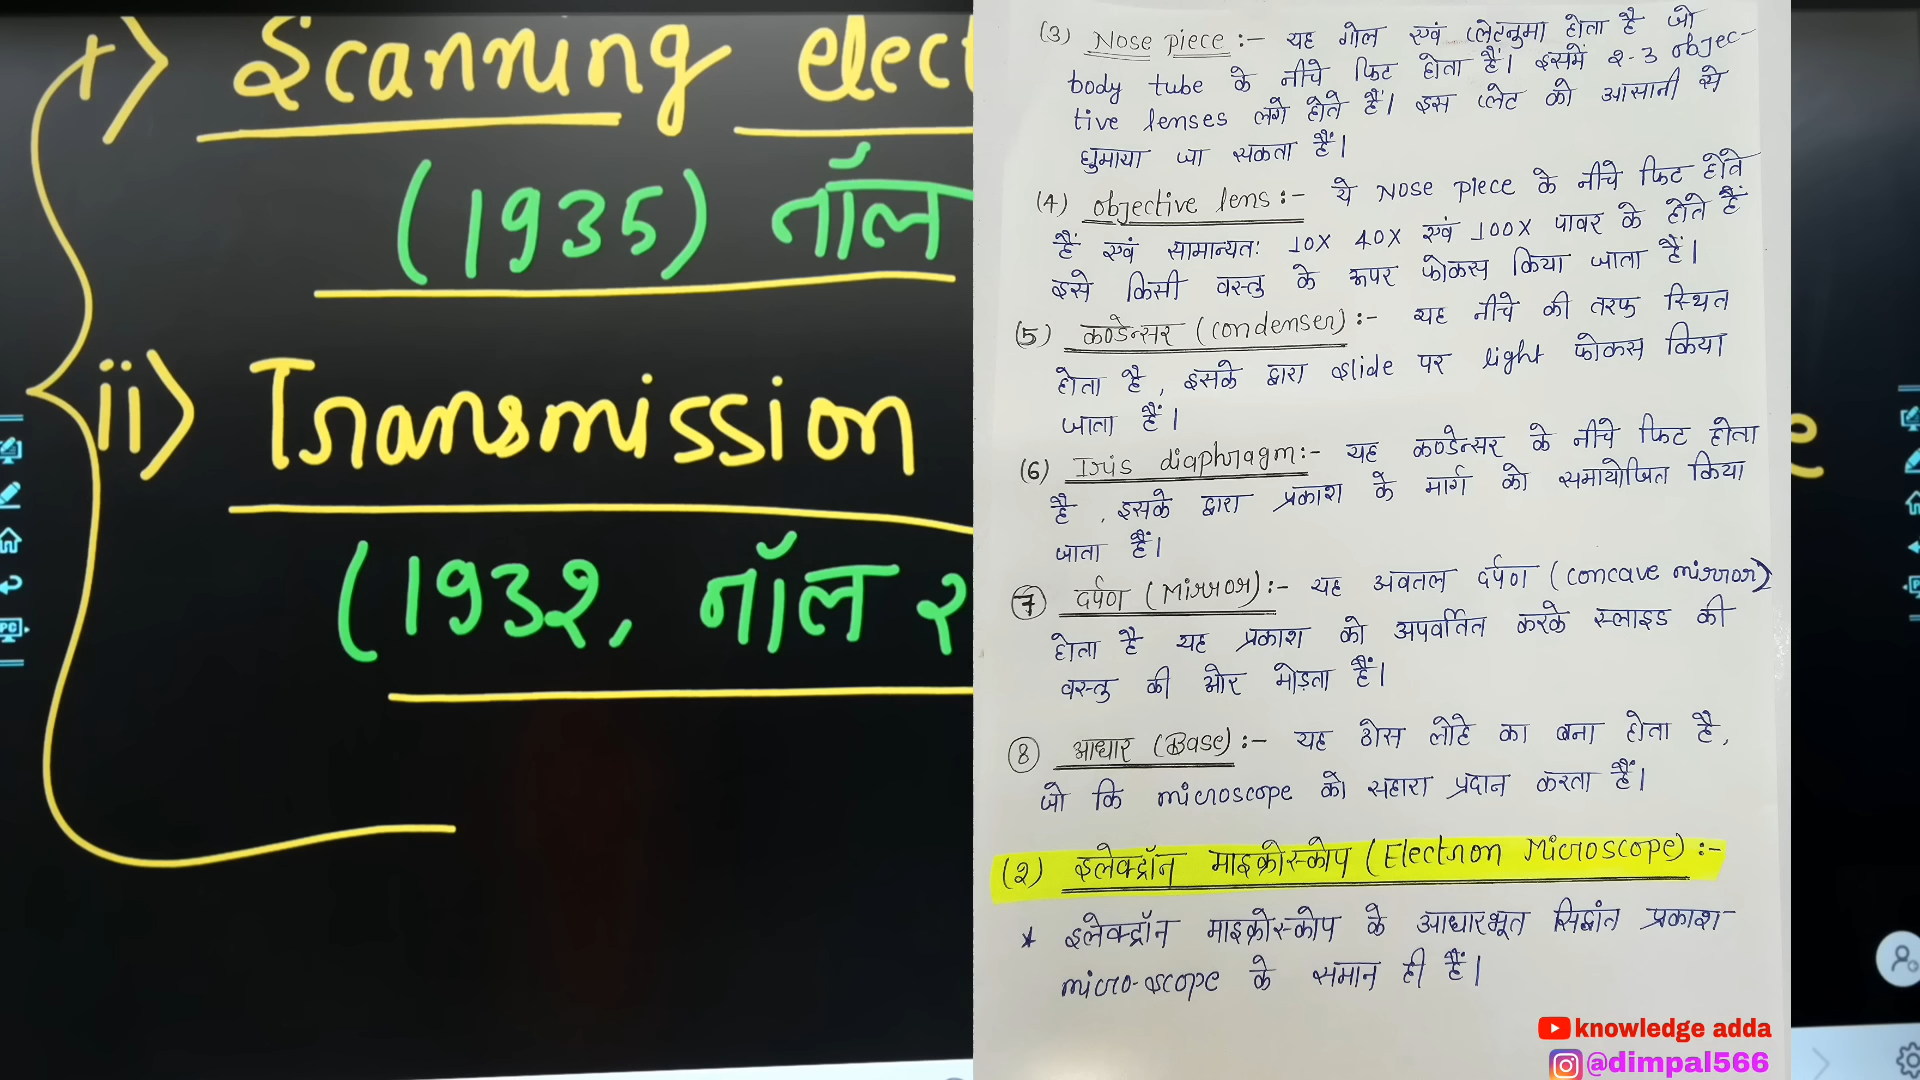 i) Scanning elect
(1935) नॉल
ii) Transmission
(1932, नॉल र
e
(3) Nose piece :- यह गोल एवं प्लेटनुमा होता है जो
body tube के नीचे फिट होता हैं। इसमें 2-3 objec-
tive lenses लगे होते हैं। इस प्लेट को आसानी से
घुमाया जा सकता हैं।
(4) objective lens :- ये Nose piece के नीचे फिट होते
हैं एवं सामान्यतः 10X 40X एवं 100X पावर के होते हैं
इसे किसी वस्तु के ऊपर फोकस किया जाता हैं।
(5) कण्डेन्सर (condenser) :- यह नीचे की तरफ स्थित
होता है, इसके द्वारा slide पर light फोकस किया
जाता हैं।
(6) Iris diaphragm :- यह कण्डेन्सर के नीचे फिट होता
है, इसके द्वारा प्रकाश के मार्ग को समायोजित किया
जाता हैं।
7 दर्पण (Mirror) :- यह अवतल दर्पण (concave mirror)
होता है यह प्रकाश को अपवर्तित करके स्लाइड की
वस्तु की ओर मोड़ता हैं।
8 आधार (Base) :- यह ठोस लोहे का बना होता है,
जो कि microscope को सहारा प्रदान करता हैं।
(2) इलेक्ट्रॉन माइक्रोस्कोप (Electron Microscope) :-
* इलेक्ट्रॉन माइक्रोस्कोप के आधारभूत सिद्धांत प्रकाश
micro-scope के समान ही हैं।
knowledge adda
@dimpal566